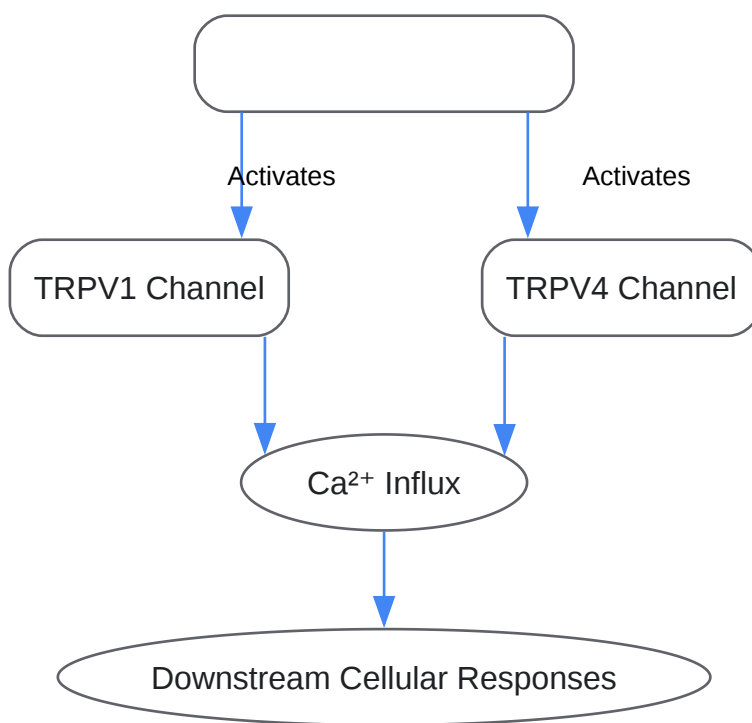 Activates
Activates
TRPV1 Channel
TRPV4 Channel
Ca²⁺ Influx
Downstream Cellular Responses